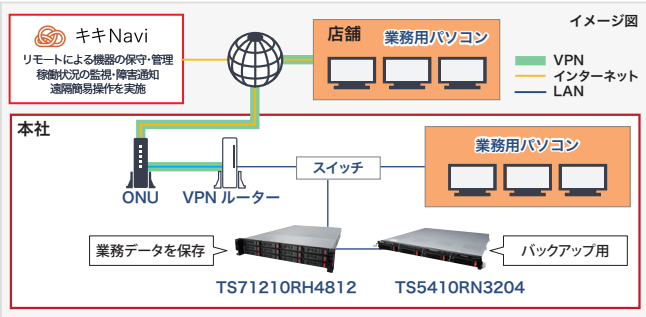 イメージ図
キキNavi
リモートによる機器の保守・管理
稼働状況の監視・障害通知
遠隔簡易操作を実施
店舗
業務用パソコン
VPN
インターネット
LAN
本社
業務用パソコン
スイッチ
ONU
VPNルーター
業務データを保存
バックアップ用
TS71210RH4812
TS5410RN3204